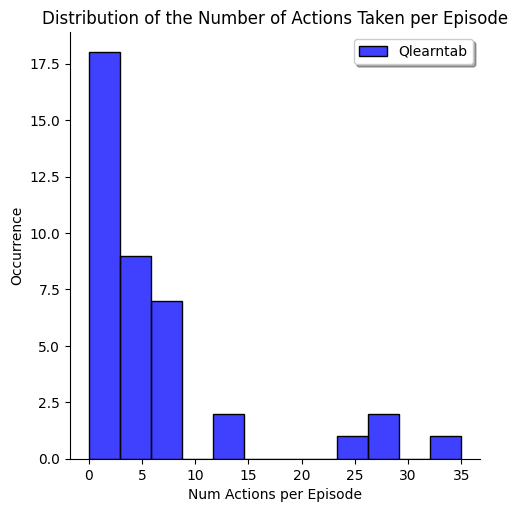 Distribution of the Number of Actions Taken per Episode
Qlearntab
17.5
15.0
12.5
10.0
7.5
5.0
2.5
0.0
Occurrence
0 5 10 15 20 25 30 35
Num Actions per Episode